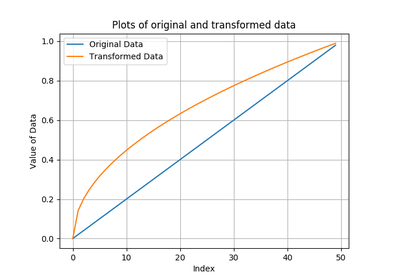 Plots of original and transformed data
Original Data
Transformed Data
Value of Data
1.0
0.8
0.6
0.4
0.2
0.0
0 10 20 30 40 50
Index